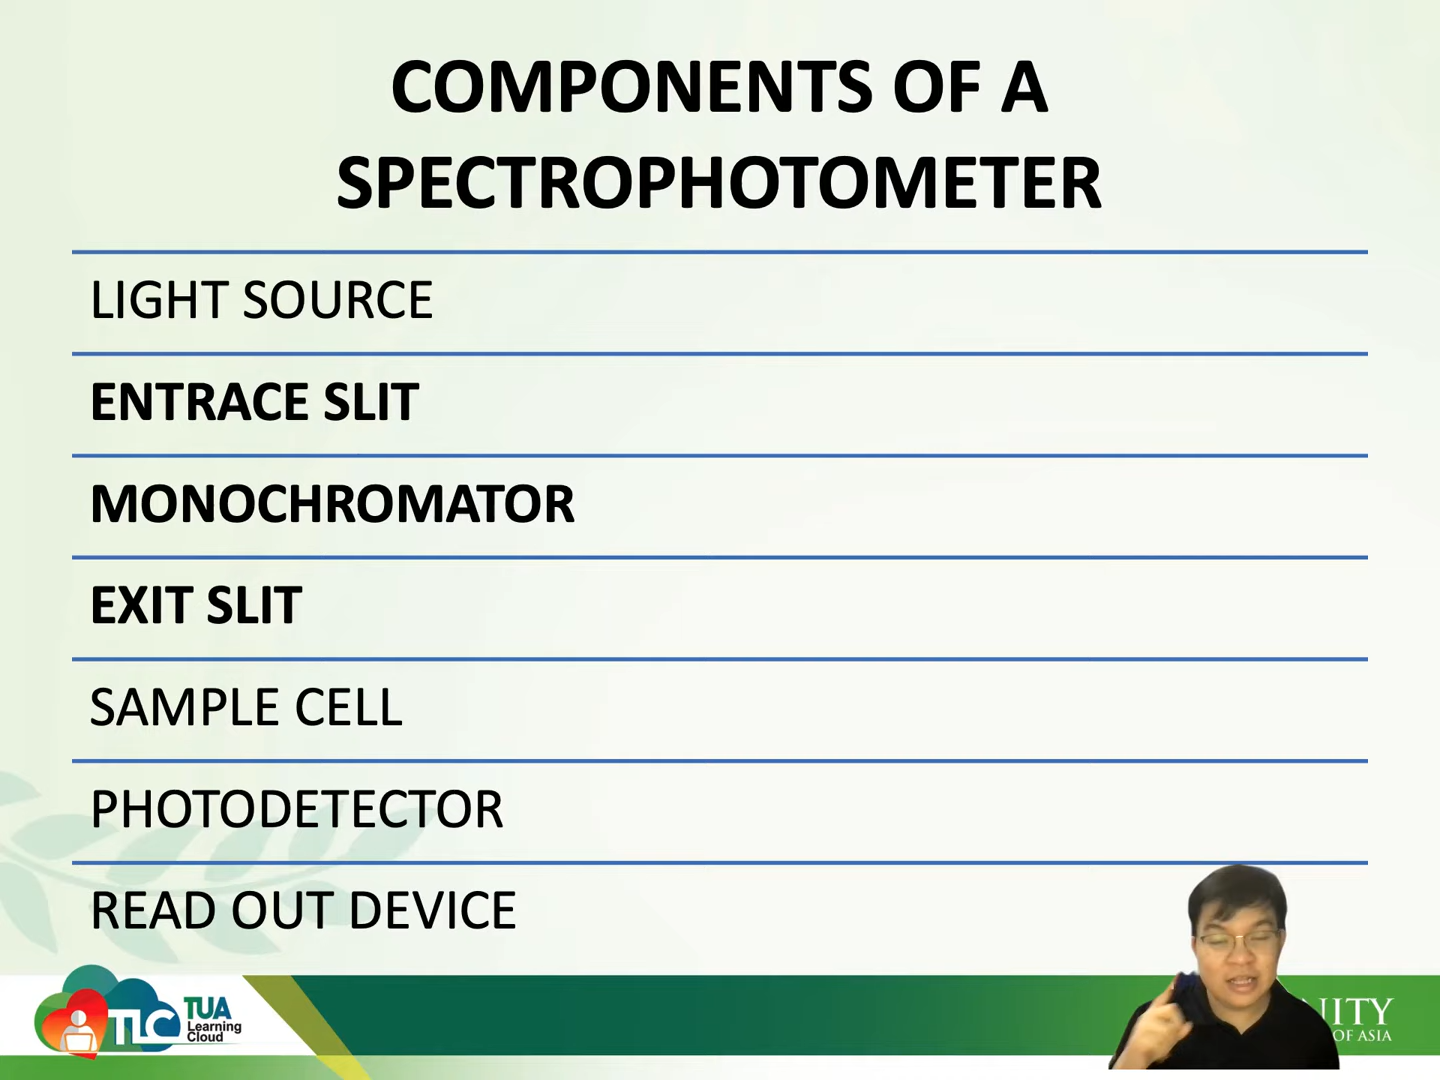 COMPONENTS OF A
SPECTROPHOTOMETER
LIGHT SOURCE
ENTRACE SLIT
MONOCHROMATOR
EXIT SLIT
SAMPLE CELL
PHOTODETECTOR
READ OUT DEVICE
TLC
TUA
Learning
Cloud
OF ASIA